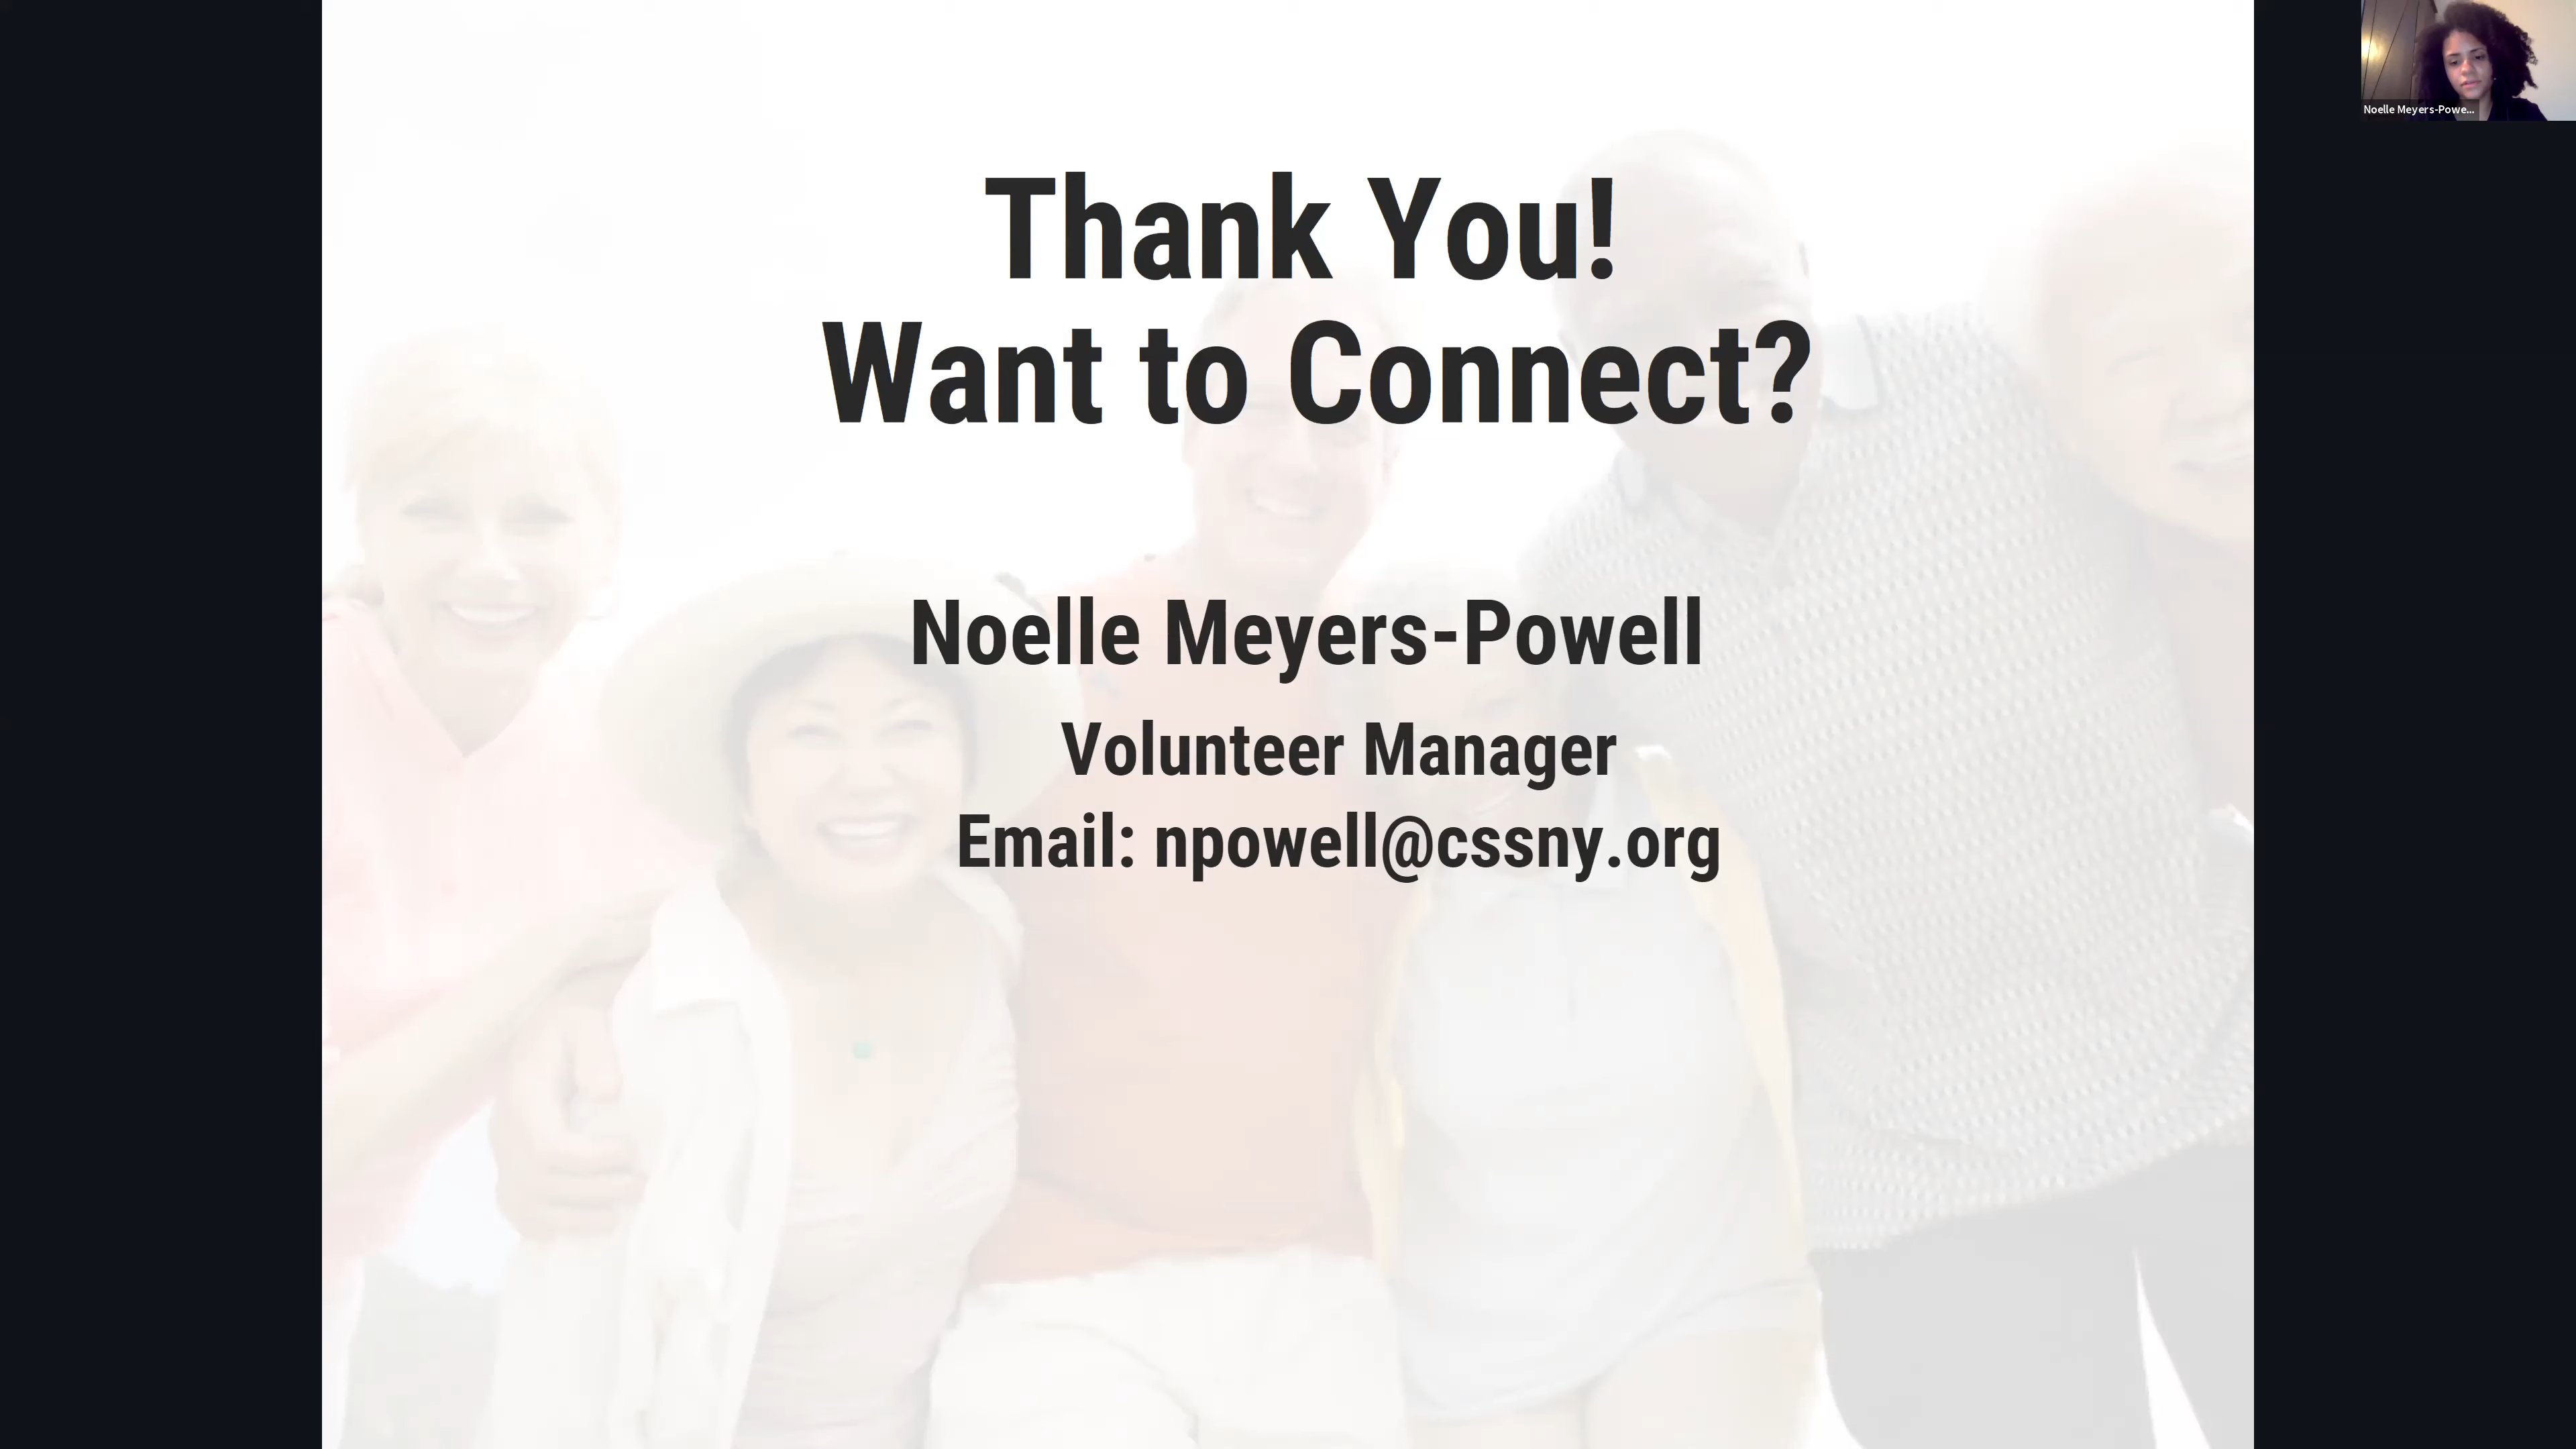 Noelle Meyers-Powe...
Thank You!
Want to Connect?
Noelle Meyers-Powell
Volunteer Manager
Email: npowell@cssny.org